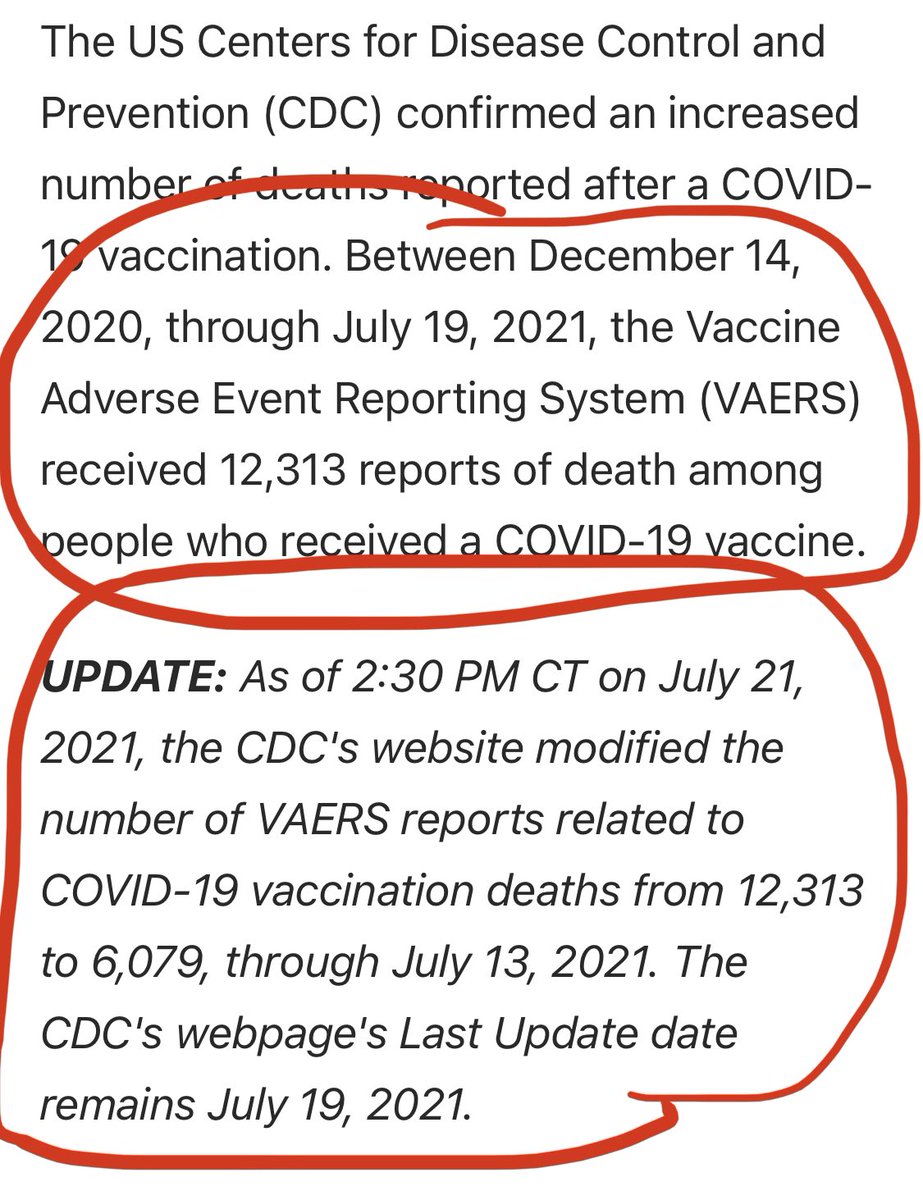 The US Centers for Disease Control and
Prevention (CDC) confirmed an increased
number of deaths reported after a COVID-
19 vaccination. Between December 14,
2020, through July 19, 2021, the Vaccine
Adverse Event Reporting System (VAERS)
received 12,313 reports of death among
people who received a COVID-19 vaccine.
UPDATE: As of 2:30 PM CT on July 21,
2021, the CDC's website modified the
number of VAERS reports related to
COVID-19 vaccination deaths from 12,313
to 6,079, through July 13, 2021. The
CDC's webpage's Last Update date
remains July 19, 2021.